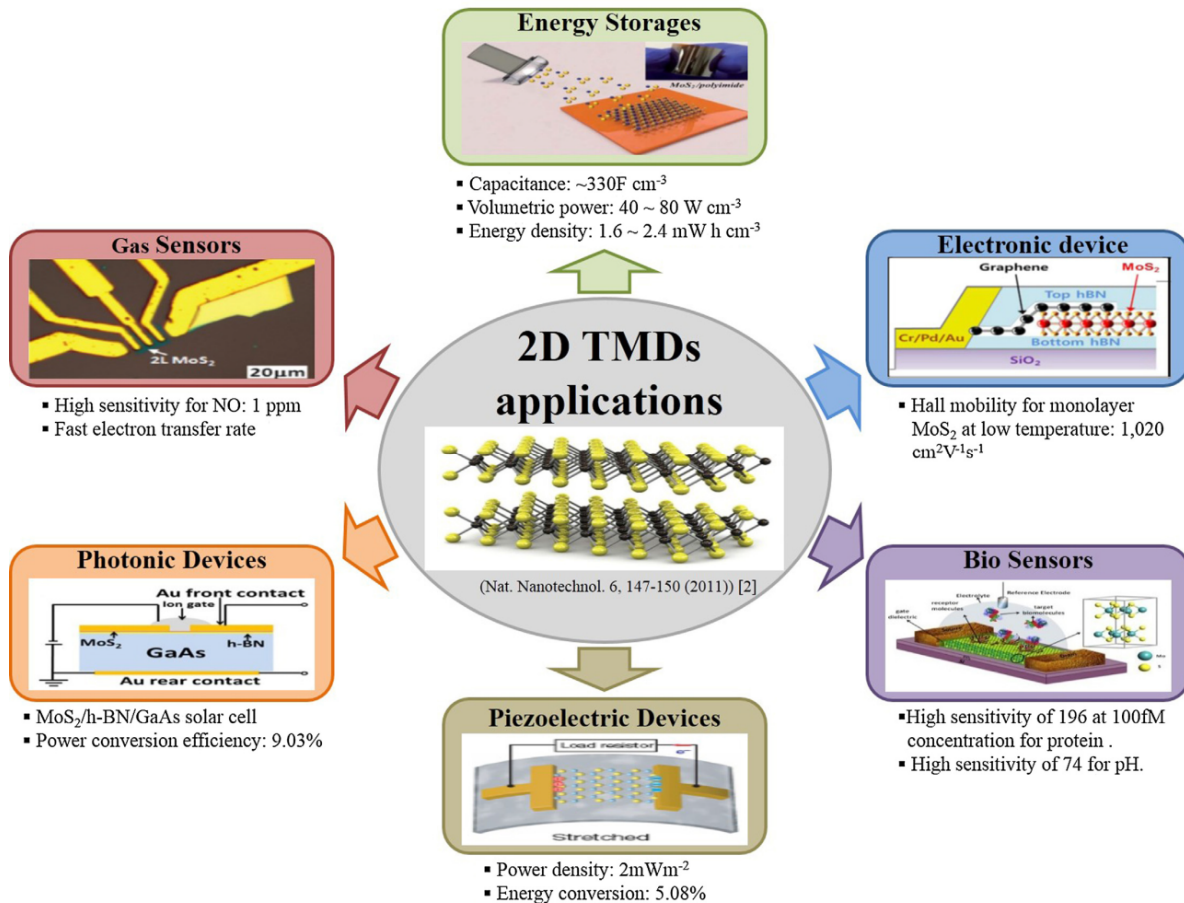 Energy Storages
MoS₂/polyimide
▪ Capacitance: ~330F cm⁻³
▪ Volumetric power: 40 ~ 80 W cm⁻³
▪ Energy density: 1.6 ~ 2.4 mW h cm⁻³
Gas Sensors
2L MoS₂
20μm
▪ High sensitivity for NO: 1 ppm
▪ Fast electron transfer rate
Electronic device
Graphene
MoS₂
Top hBN
Cr/Pd/Au
Bottom hBN
SiO₂
▪ Hall mobility for monolayer
MoS₂ at low temperature: 1,020
cm²V⁻¹s⁻¹
2D TMDs
applications
(Nat. Nanotechnol. 6, 147-150 (2011)) [2]
Photonic Devices
Au front contact
Ion gate
MoS₂
h-BN
GaAs
Au rear contact
▪ MoS₂/h-BN/GaAs solar cell
▪ Power conversion efficiency: 9.03%
Bio Sensors
Reference Electrode
Electrolyte
receptor
molecules
target
biomolecules
gate
dielectric
Mo
S
▪High sensitivity of 196 at 100fM
concentration for protein .
▪ High sensitivity of 74 for pH.
Piezoelectric Devices
Load resistor
e⁻
Stretched
▪ Power density: 2mWm⁻²
▪ Energy conversion: 5.08%